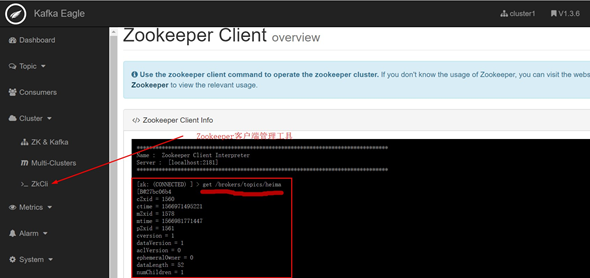 Kafka Eagle
cluster1
V1.3.6
Dashboard
Topic
Consumers
Cluster
ZK & Kafka
Multi-Clusters
ZkCli
Metrics
Alarm
System
Zookeeper Client overview
Use the zookeeper client command to operate the zookeeper cluster. If you don't know the usage of Zookeeper, you can visit the webs
Zookeeper to view the relevant usage.
</> Zookeeper Client Info
Zookeeper客户端管理工具
Name : Zookeeper Client Interpreter
Server : [localhost:2181]
[zk: (CONNECTED) ] > get /brokers/topics/heima
[B@27bc06b4
cZxid = 1560
ctime = 1566971495221
mZxid = 1578
mtime = 1566981771447
pZxid = 1561
cversion = 1
dataVersion = 1
aclVersion = 0
ephemeralOwner = 0
dataLength = 52
numChildren = 1